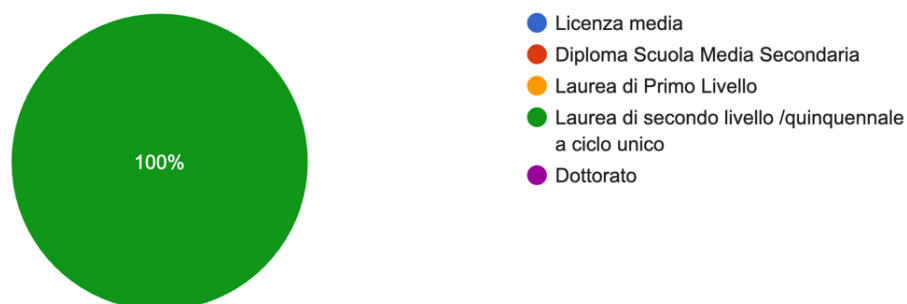 100%
Licenza media
Diploma Scuola Media Secondaria
Laurea di Primo Livello
Laurea di secondo livello /quinquennale
a ciclo unico
Dottorato